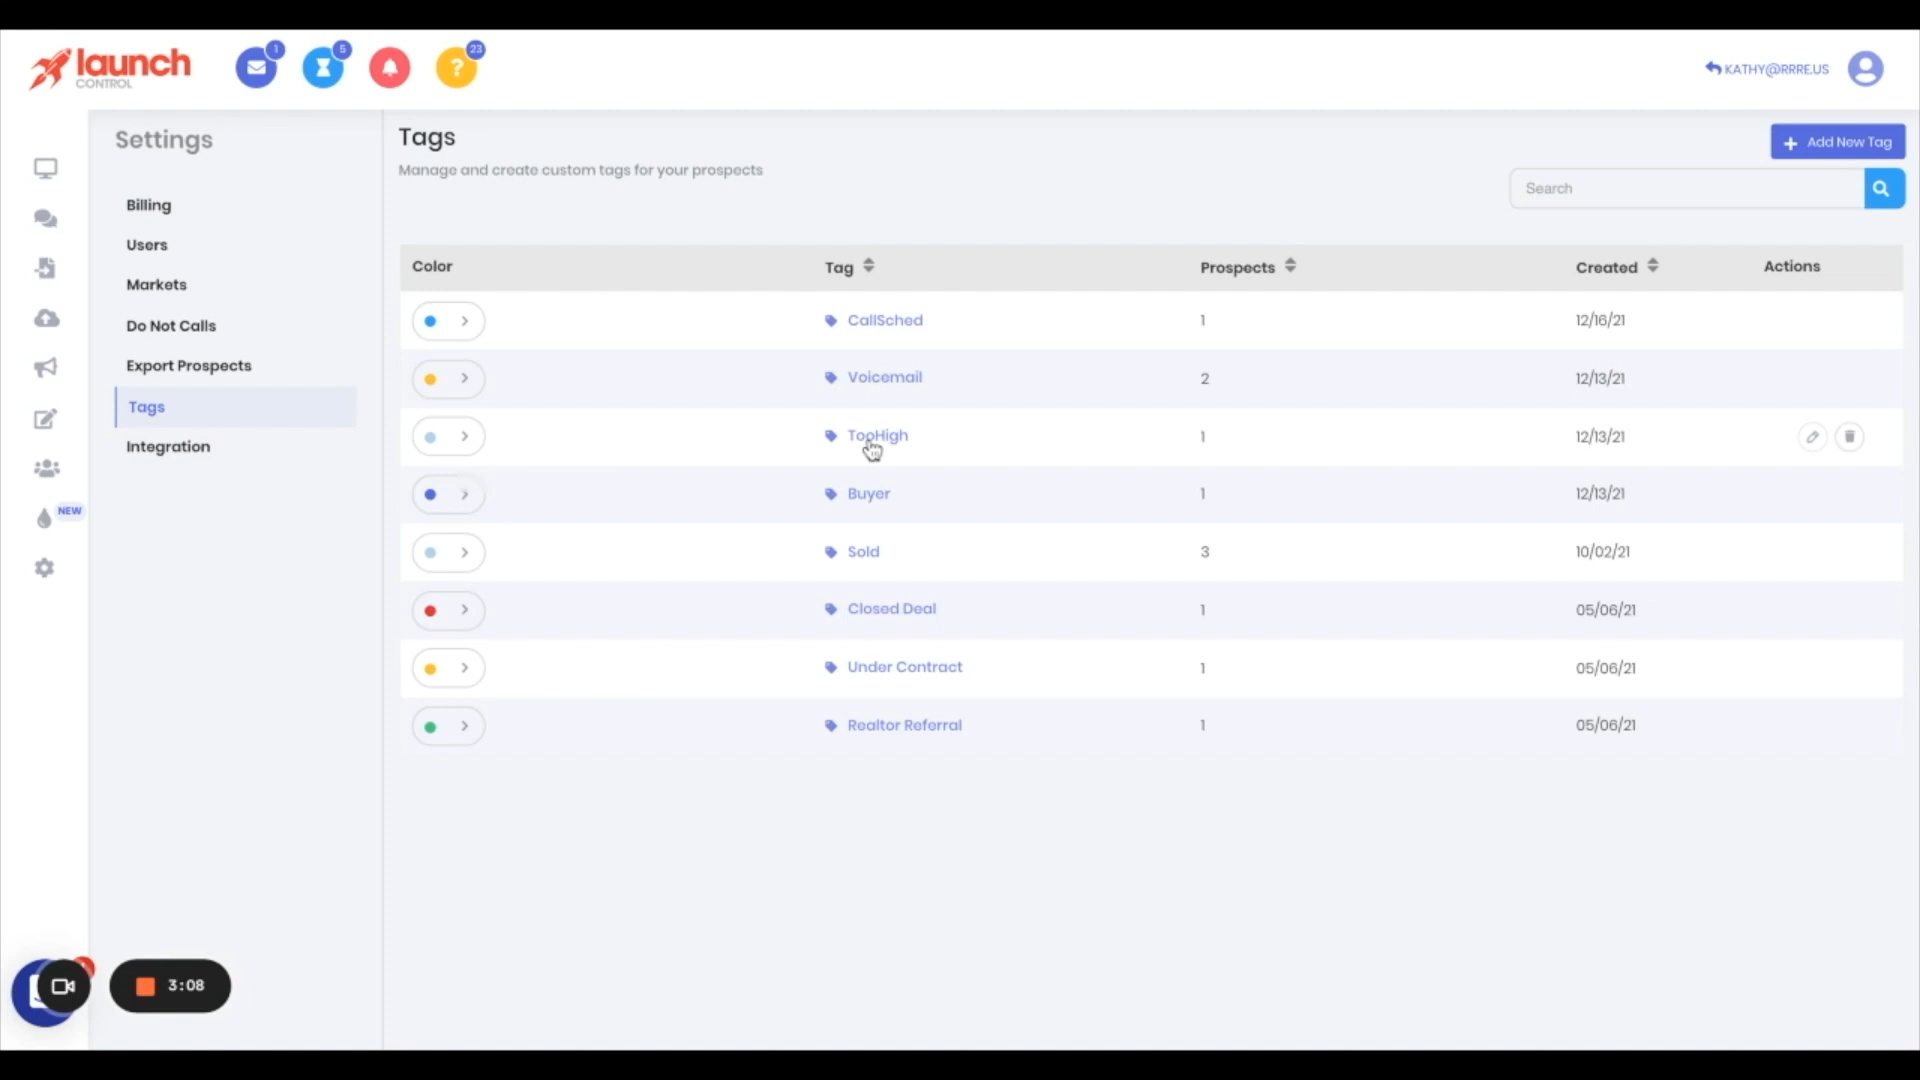 launch
CONTROL
1
5
23
?
KATHY@RRRE.US
Settings
Billing
Users
Markets
Do Not Calls
Export Prospects
Tags
Integration
NEW
Tags
Manage and create custom tags for your prospects
+ Add New Tag
Search
Color Tag Prospects Created Actions
CallSched 1 12/16/21
Voicemail 2 12/13/21
TooHigh 1 12/13/21
Buyer 1 12/13/21
Sold 3 10/02/21
Closed Deal 1 05/06/21
Under Contract 1 05/06/21
Realtor Referral 1 05/06/21
3:08